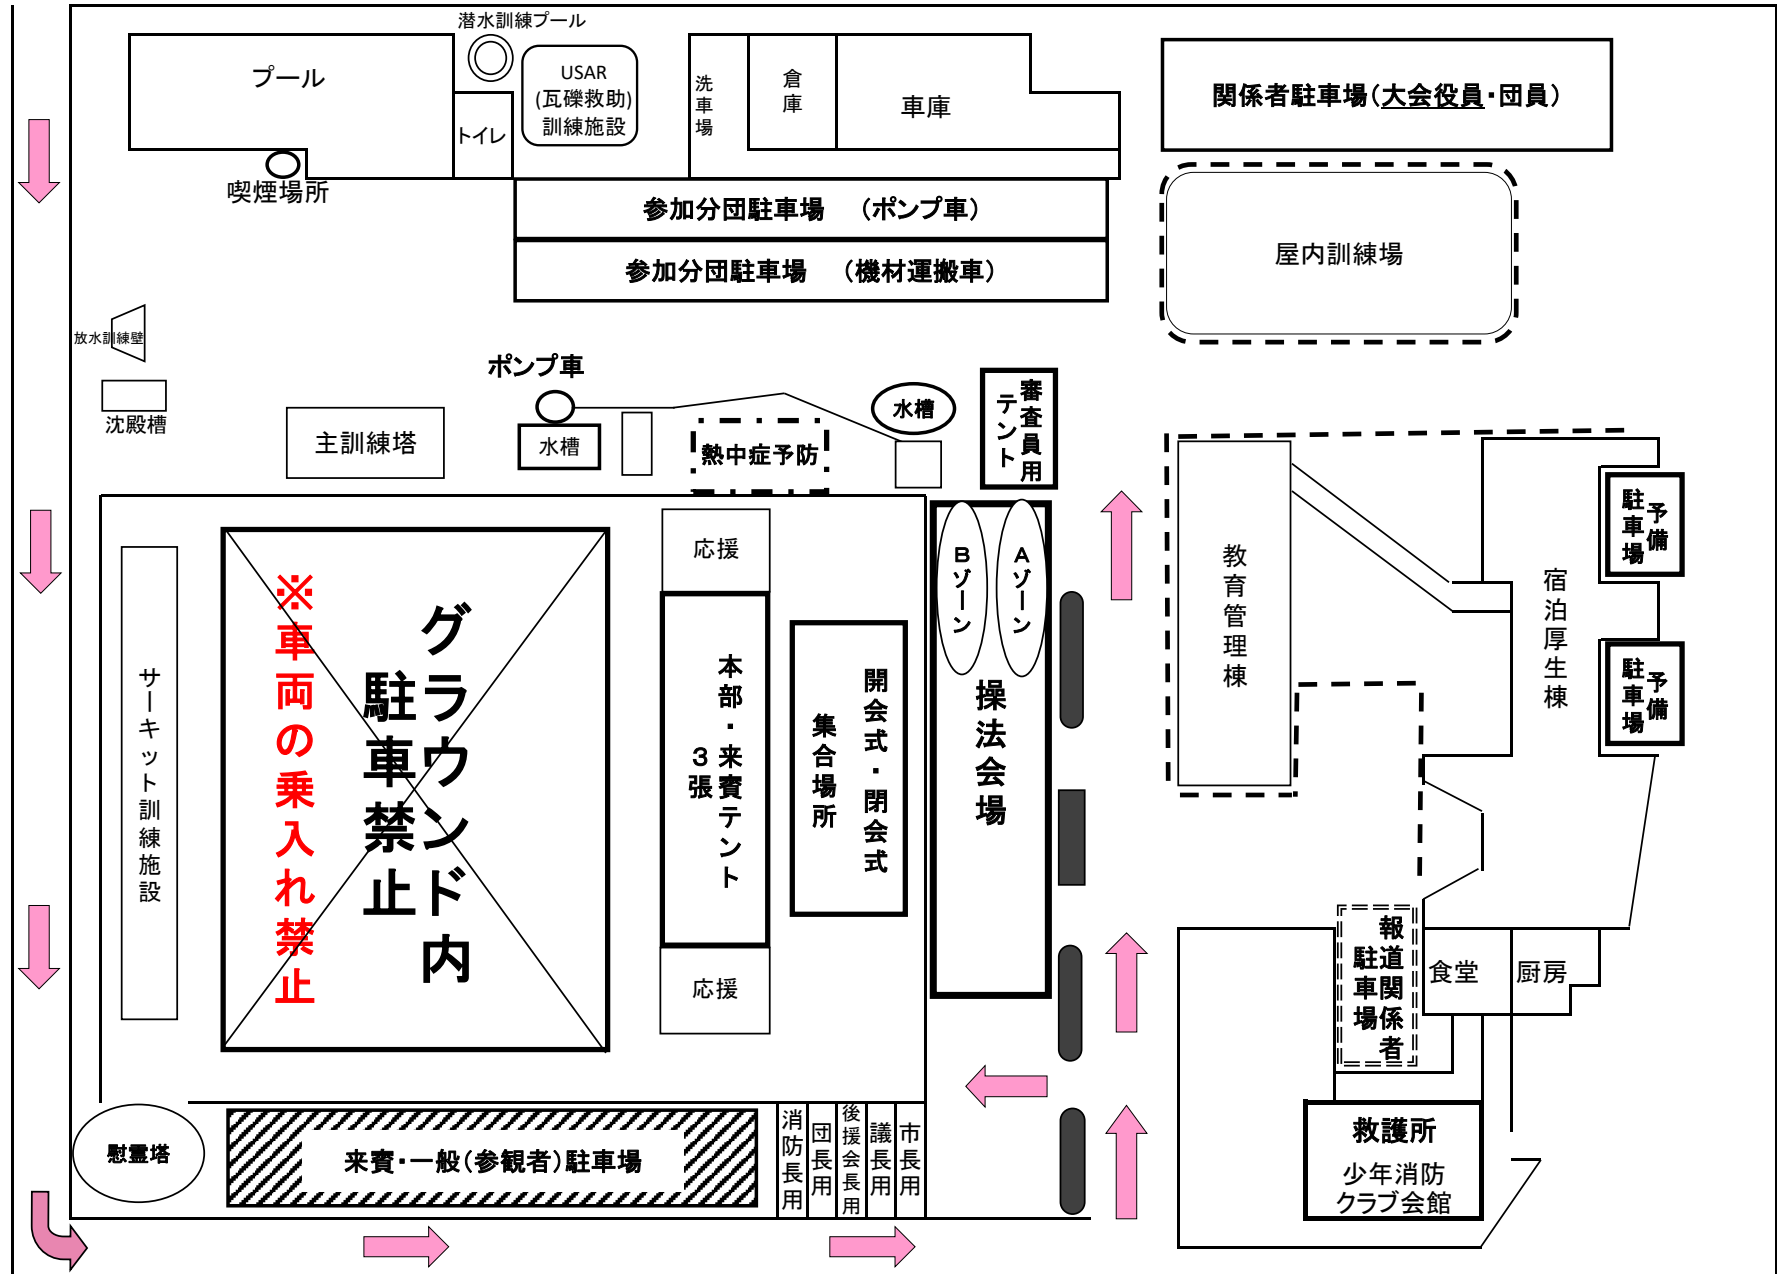 潜水訓練プール
プール
USAR
(瓦礫救助)
訓練施設
トイレ
洗車場
倉庫
車庫
関係者駐車場(大会役員・団員)
喫煙場所
参加分団駐車場 (ポンプ車)
参加分団駐車場 (機材運搬車)
屋内訓練場
放水訓練壁
沈殿槽
主訓練塔
ポンプ車
水槽
熱中症予防
水槽
審査員用
テント
サーキット訓練施設
グラウンド内
駐車禁止
※車両の乗入れ禁止
応援
本部・来賓テント
3張
応援
開会式・閉会式
集合場所
Bゾーン
Aゾーン
操法会場
教育管理棟
宿泊厚生棟
予備
駐車場
予備
駐車場
報道関係者
駐車場
食堂
厨房
慰霊塔
来賓・一般(参観者)駐車場
消防長用
団長用
後援会長用
議長用
市長用
救護所
少年消防
クラブ会館